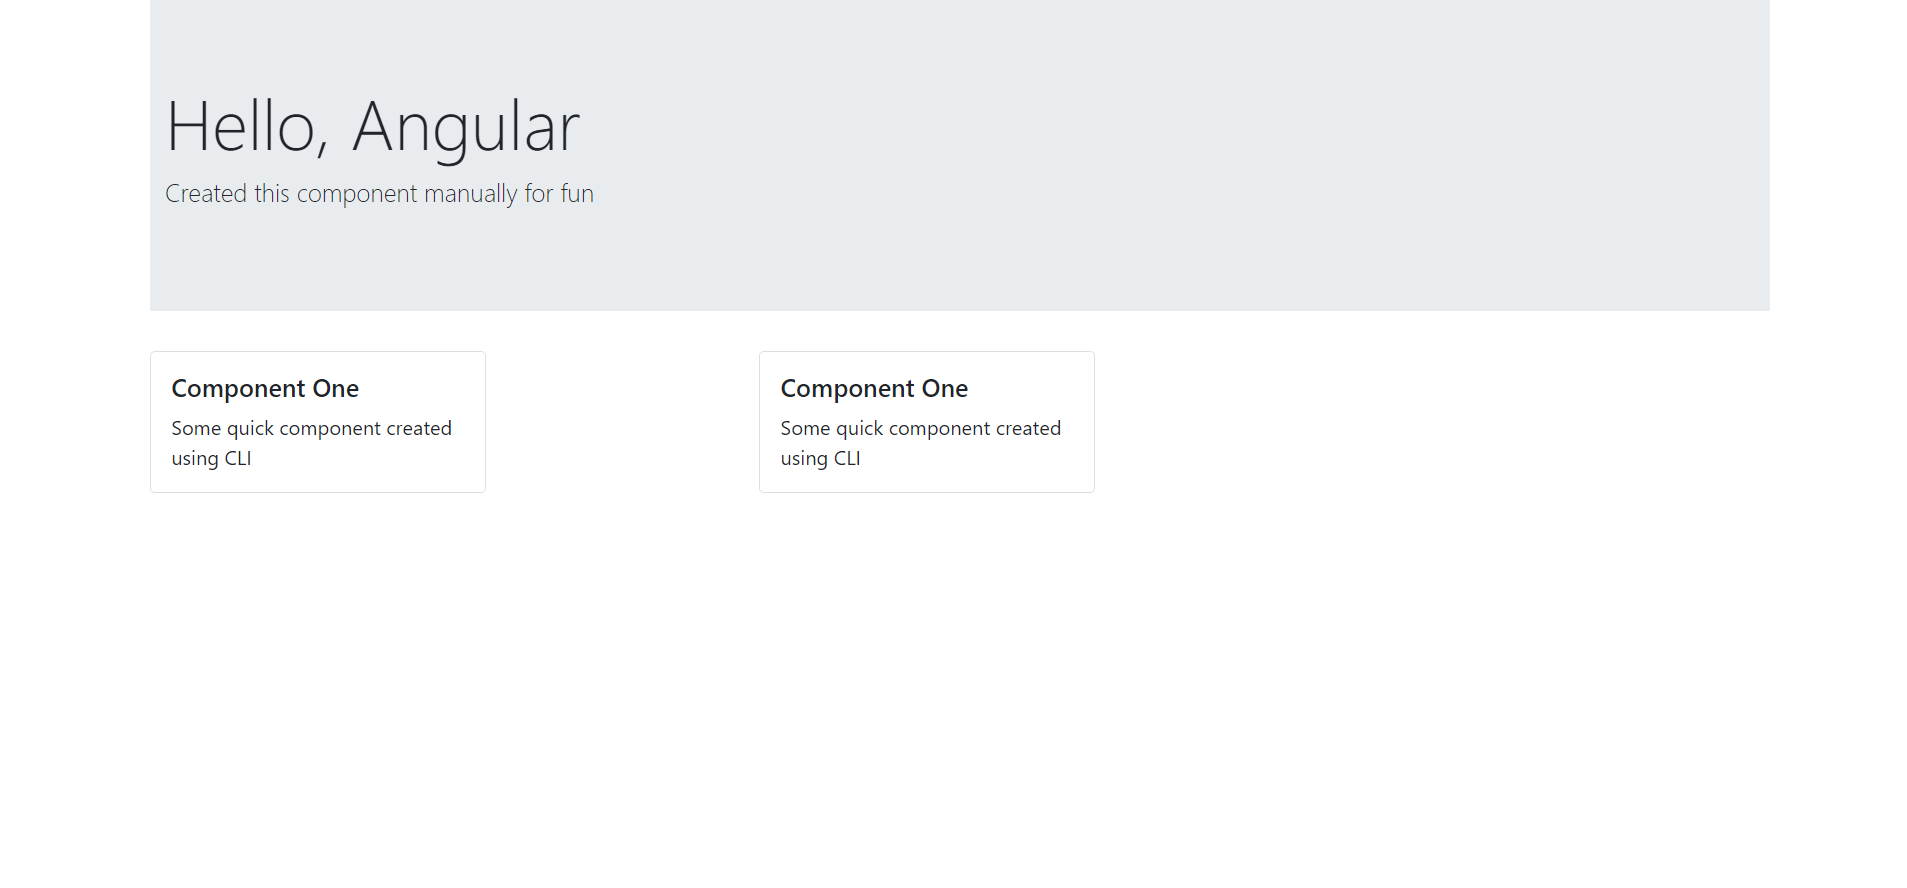 Hello, Angular
Created this component manually for fun
Component One
Some quick component created
using CLI
Component One
Some quick component created
using CLI